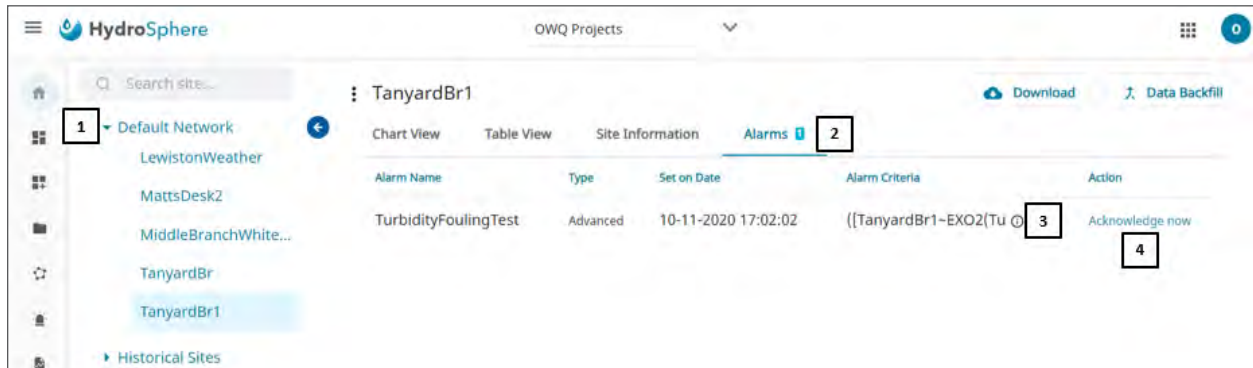 HydroSphere
OWQ Projects
O
Search site...
TanyardBr1
Download
Data Backfill
1
Default Network
Chart View
Table View
Site Information
Alarms 1
2
LewistonWeather
Alarm Name
Type
Set on Date
Alarm Criteria
Action
MattsDesk2
TurbidityFoulingTest
Advanced
10-11-2020 17:02:02
([TanyardBr1~EXO2(Tu
3
Acknowledge now
4
MiddleBranchWhite...
TanyardBr
TanyardBr1
Historical Sites